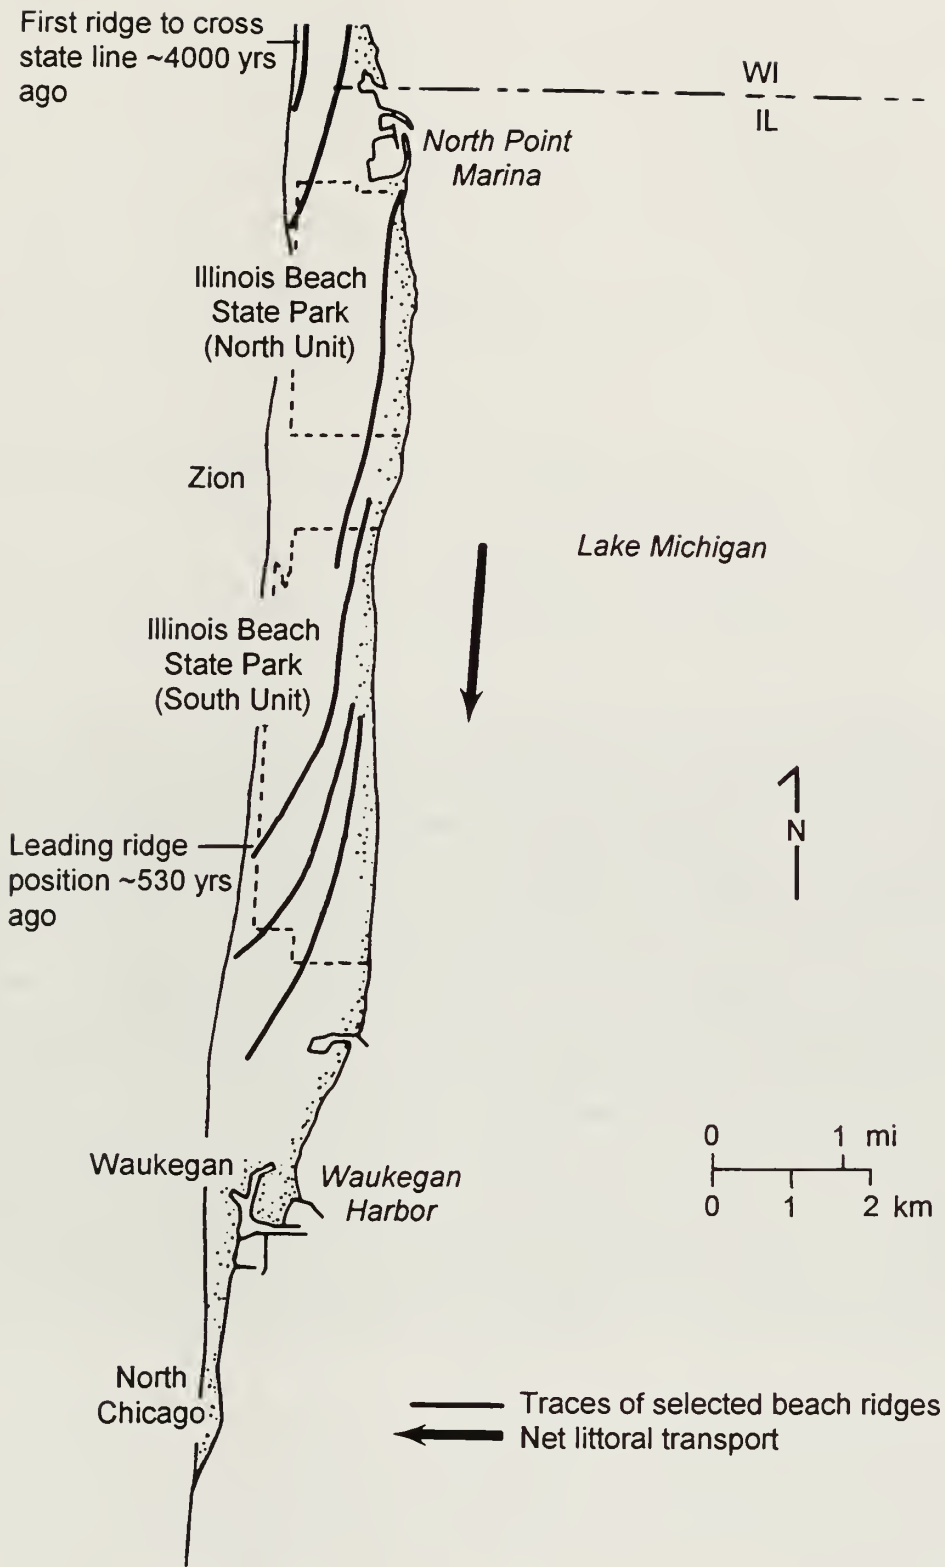 First ridge to cross
state line ~4000 yrs
ago
WI
IL
North Point
Marina
Illinois Beach
State Park
(North Unit)
Zion
Lake Michigan
Illinois Beach
State Park
(South Unit)
N
Leading ridge
position ~530 yrs
ago
0 1 mi
0 1 2 km
Waukegan
Waukegan
Harbor
North
Chicago
Traces of selected beach ridges
Net littoral transport